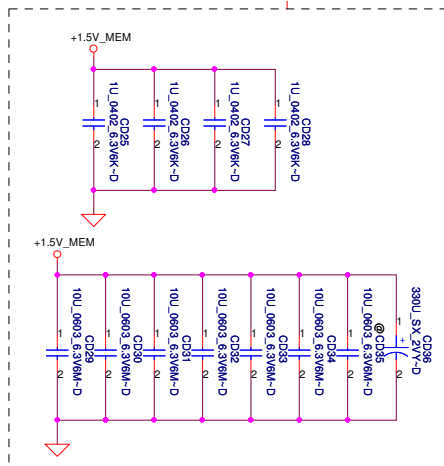 +1.5V_MEM
1
2
CD25
1U_0402_6.3V6K~D
1
2
CD26
1U_0402_6.3V6K~D
1
2
CD27
1U_0402_6.3V6K~D
1
2
CD28
1U_0402_6.3V6K~D
+1.5V_MEM
1
2
CD29
10U_0603_6.3V6M~D
1
2
CD30
10U_0603_6.3V6M~D
1
2
CD31
10U_0603_6.3V6M~D
1
2
CD32
10U_0603_6.3V6M~D
1
2
CD33
10U_0603_6.3V6M~D
1
2
CD34
10U_0603_6.3V6M~D
1
2
@
CD35
10U_0603_6.3V6M~D
1
+
2
CD36
330U_SX_2VY~D